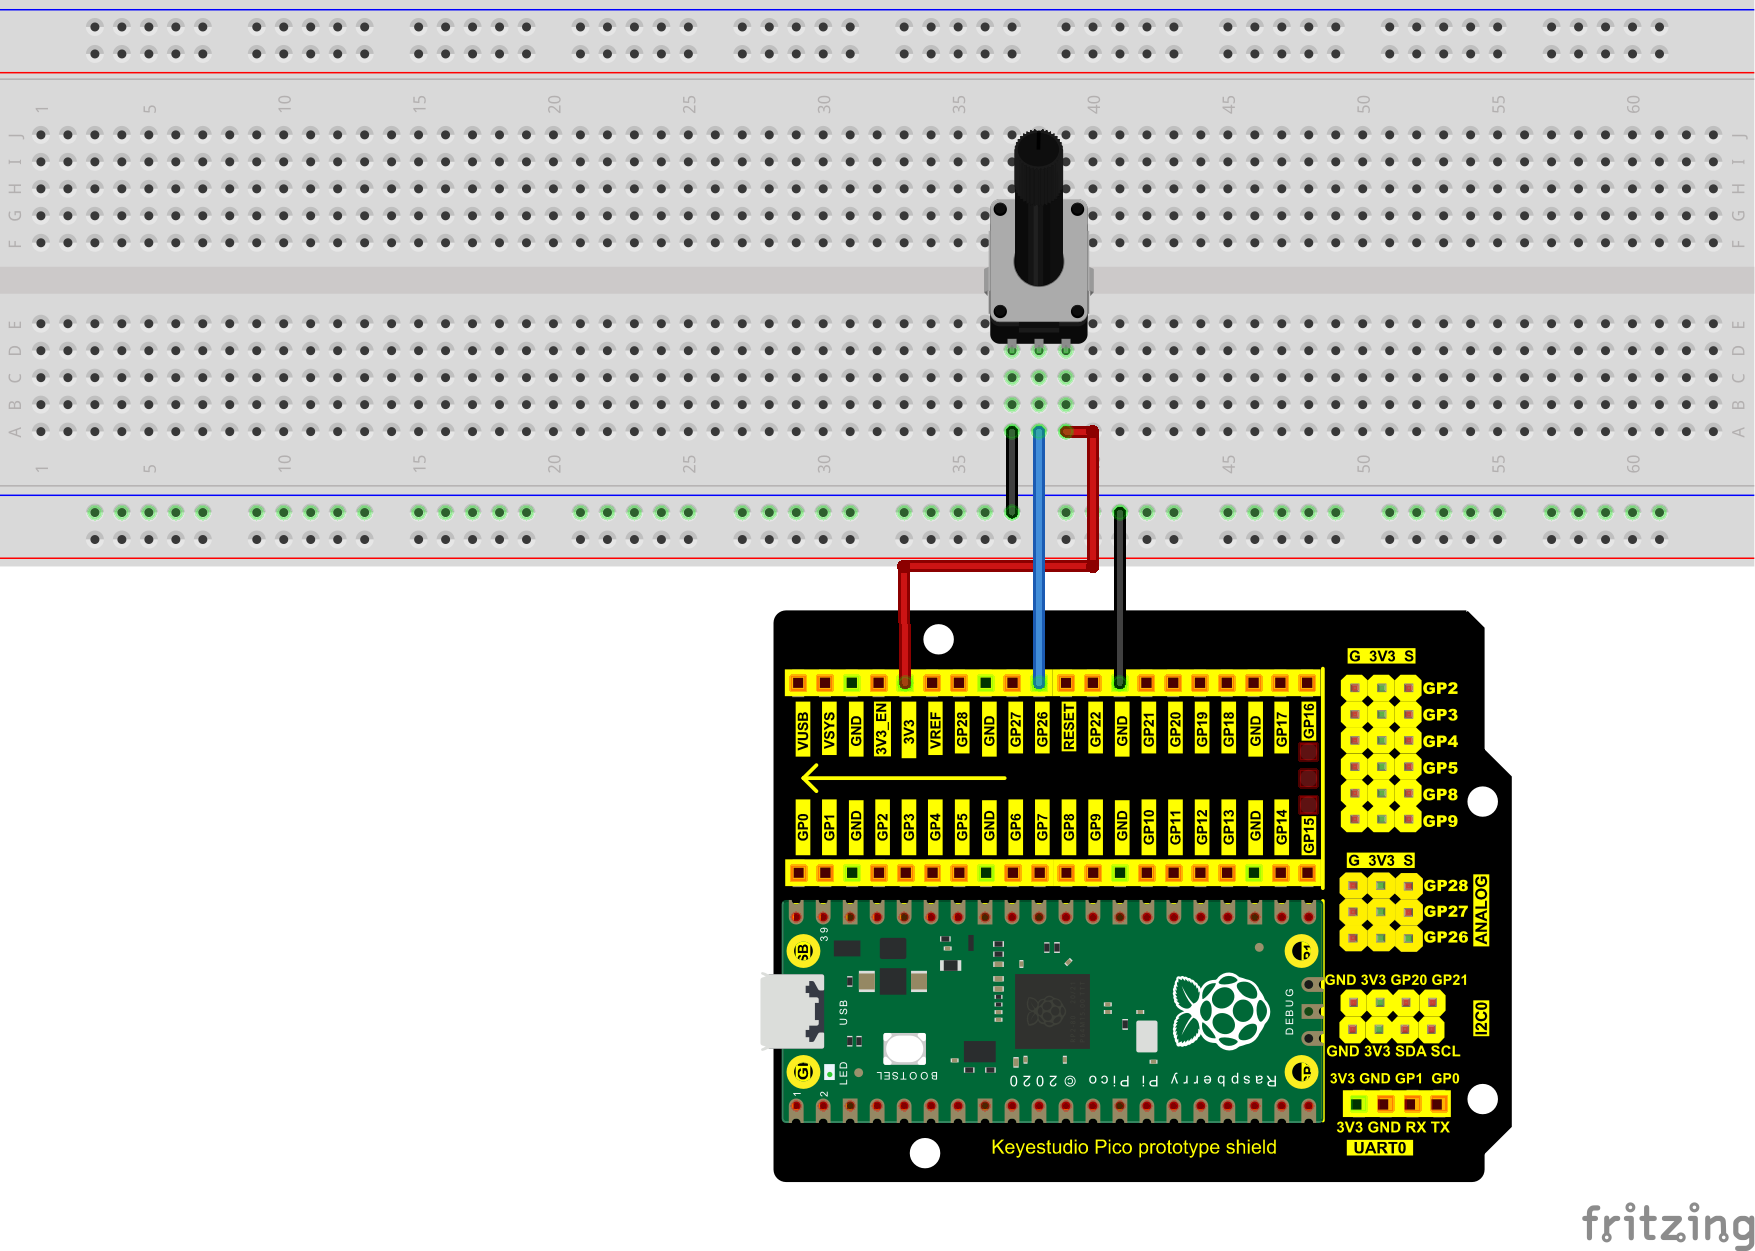 1 5 10 15 20 25 30 35 40 45 50 55 60
J J
I I
H H
G G
F F
E E
D D
C C
B B
A A
1 5 10 15 20 25 30 35 45 50 55 60
G 3V3 S
GP2
GP3
GP4
GP5
GP8
GP9
VUSB VSYS GND 3V3_EN 3V3 VREF GP28 GND GP27 GP26 RESET GP22 GND GP21 GP20 GP19 GP18 GND GP17 GP16
GP0 GP1 GND GP2 GP3 GP4 GP5 GND GP6 GP7 GP8 GP9 GND GP10 GP11 GP12 GP13 GND GP14 GP15
G 3V3 S
GP28
GP27
GP26
ANALOG
GND 3V3 GP20 GP21
I2C0
GND 3V3 SDA SCL
3V3 GND GP1 GP0
3V3 GND RX TX
UART0
39
USB
DEBUG
LED
BOOTSEL
1 2
Raspberry Pi Pico © 2020
Keyestudio Pico prototype shield
fritzing